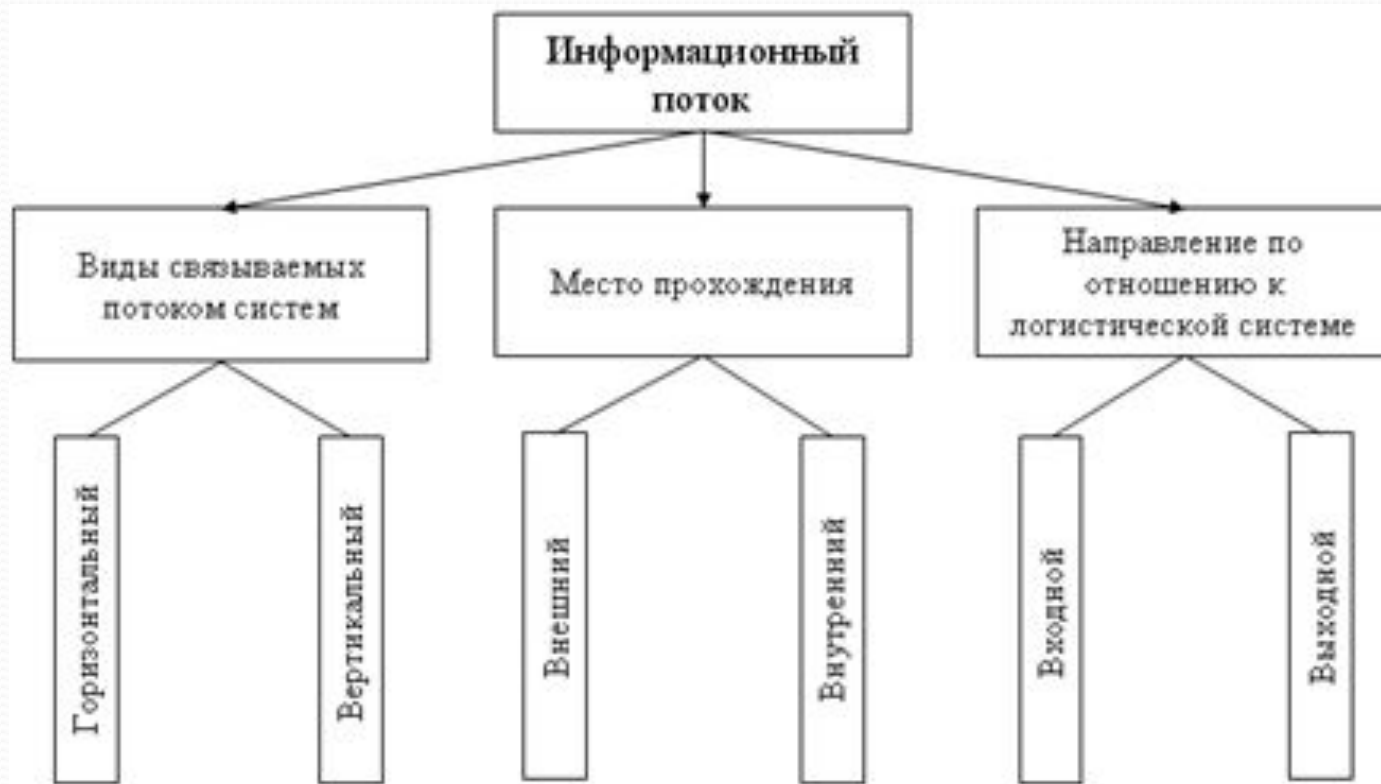 Информационный
поток
Виды связываемых
потоком систем
Место прохождения
Направление по
отношению к
логистической системе
Горизонтальный
Вертикальный
Внешний
Внутренний
Входной
Выходной